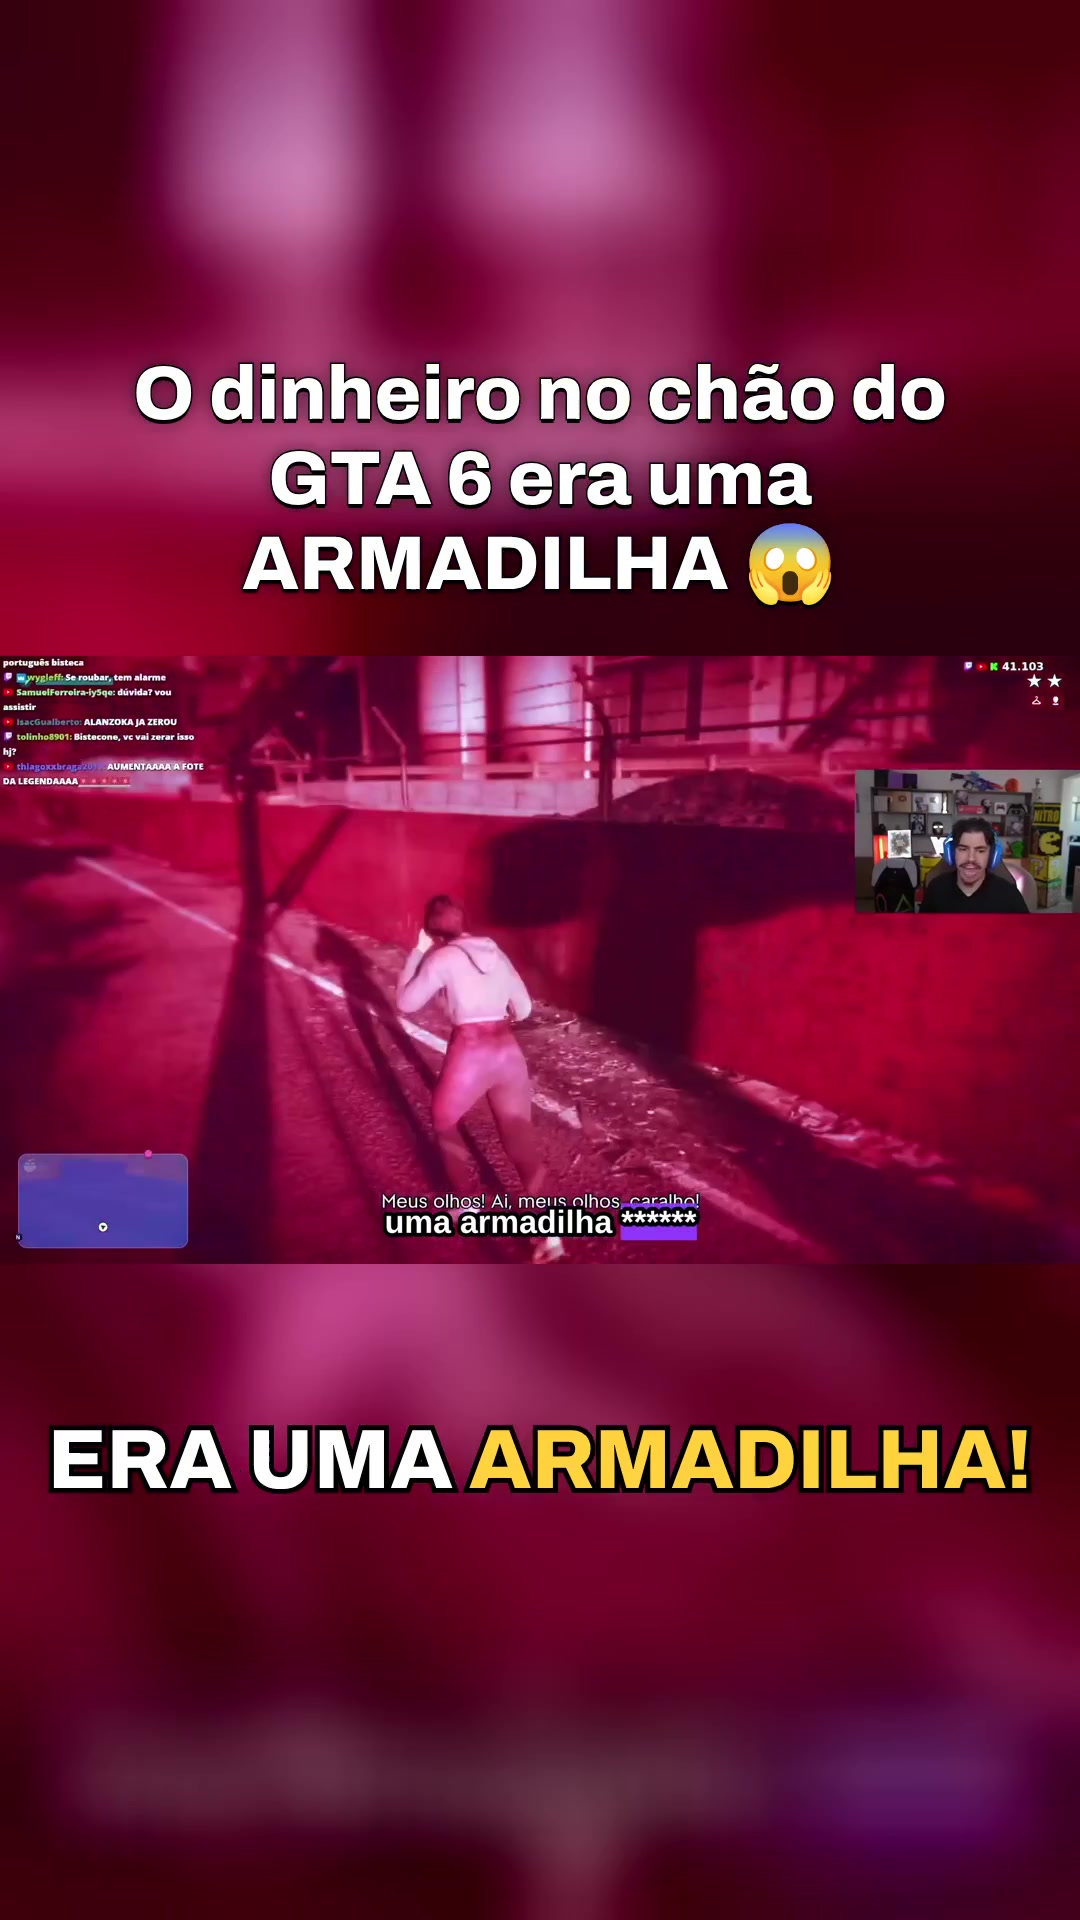 O dinheiro no chão do
GTA 6 era uma
ARMADILHA 😱
português bisteca
wygleff: Se roubar, tem alarme
SamuelFerreira-iy5qe: dúvida? vou
assistir
IsacGualberto: ALANZOKA JA ZEROU
tolinho8901: Bistecone, vc vai zerar isso
hj?
AUMENTAAAA A FOTE
DA LEGENDAAAA
41.103
NITRO
Meus olhos! Ai, meus olhos, caralho!
uma armadilha ******
N
ERA UMA ARMADILHA!